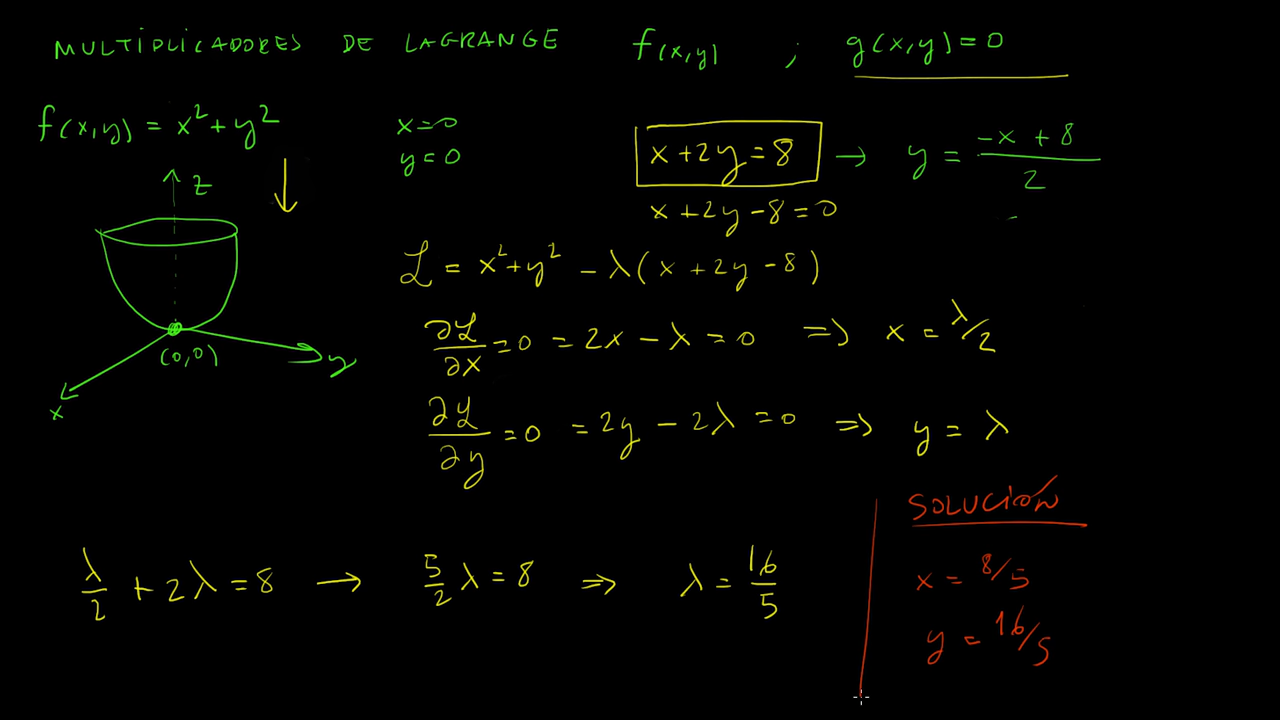 MULTIPLICADORES DE LAGRANGE f(x,y) ; g(x,y)=0
f(x,y) = x² + y²
x=0
y=0
x+2y=8 → y = (-x+8)/2
x+2y-8=0
z
(0,0)
y
x
ℒ = x²+y² - λ(x+2y-8)
∂ℒ/∂x = 0 = 2x - λ = 0 ⇒ x = λ/2
∂ℒ/∂y = 0 = 2y - 2λ = 0 ⇒ y = λ
λ/2 + 2λ = 8 → 5/2 λ = 8 ⇒ λ = 16/5
SOLUCIÓN
x = 8/5
y = 16/5